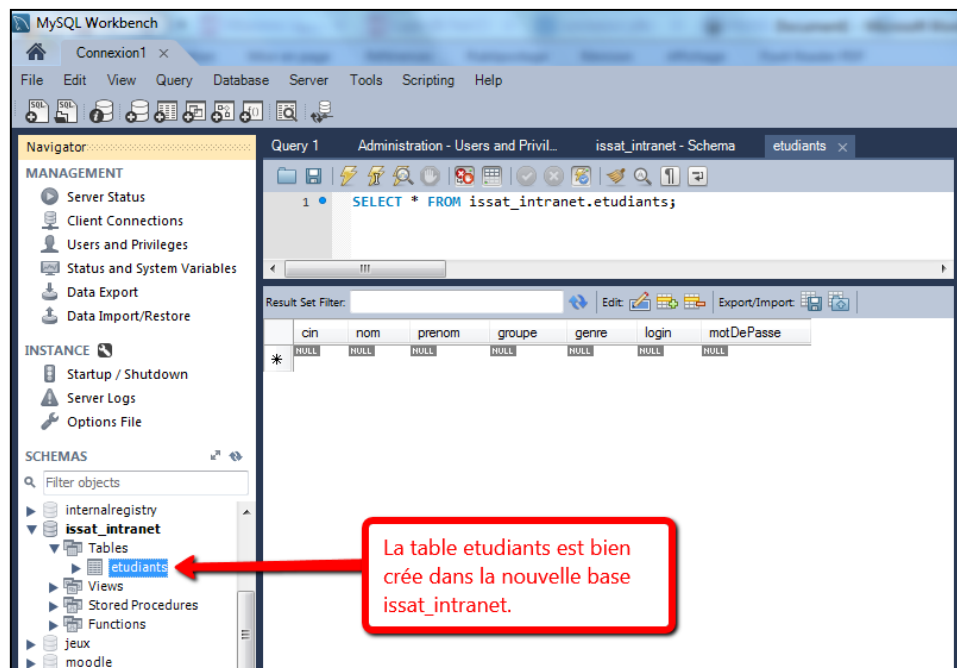 MySQL Workbench
Connexion1
File Edit View Query Database Server Tools Scripting Help
Navigator
MANAGEMENT
Server Status
Client Connections
Users and Privileges
Status and System Variables
Data Export
Data Import/Restore
INSTANCE
Startup / Shutdown
Server Logs
Options File
SCHEMAS
Filter objects
internalregistry
issat_intranet
Tables
etudiants
Views
Stored Procedures
Functions
jeux
moodle
Query 1 Administration - Users and Privil... issat_intranet - Schema etudiants
1 SELECT * FROM issat_intranet.etudiants;
Result Set Filter: Edit: Export/Import:
cin nom prenom groupe genre login motDePasse
NULL NULL NULL NULL NULL NULL NULL
La table etudiants est bien
crée dans la nouvelle base
issat_intranet.